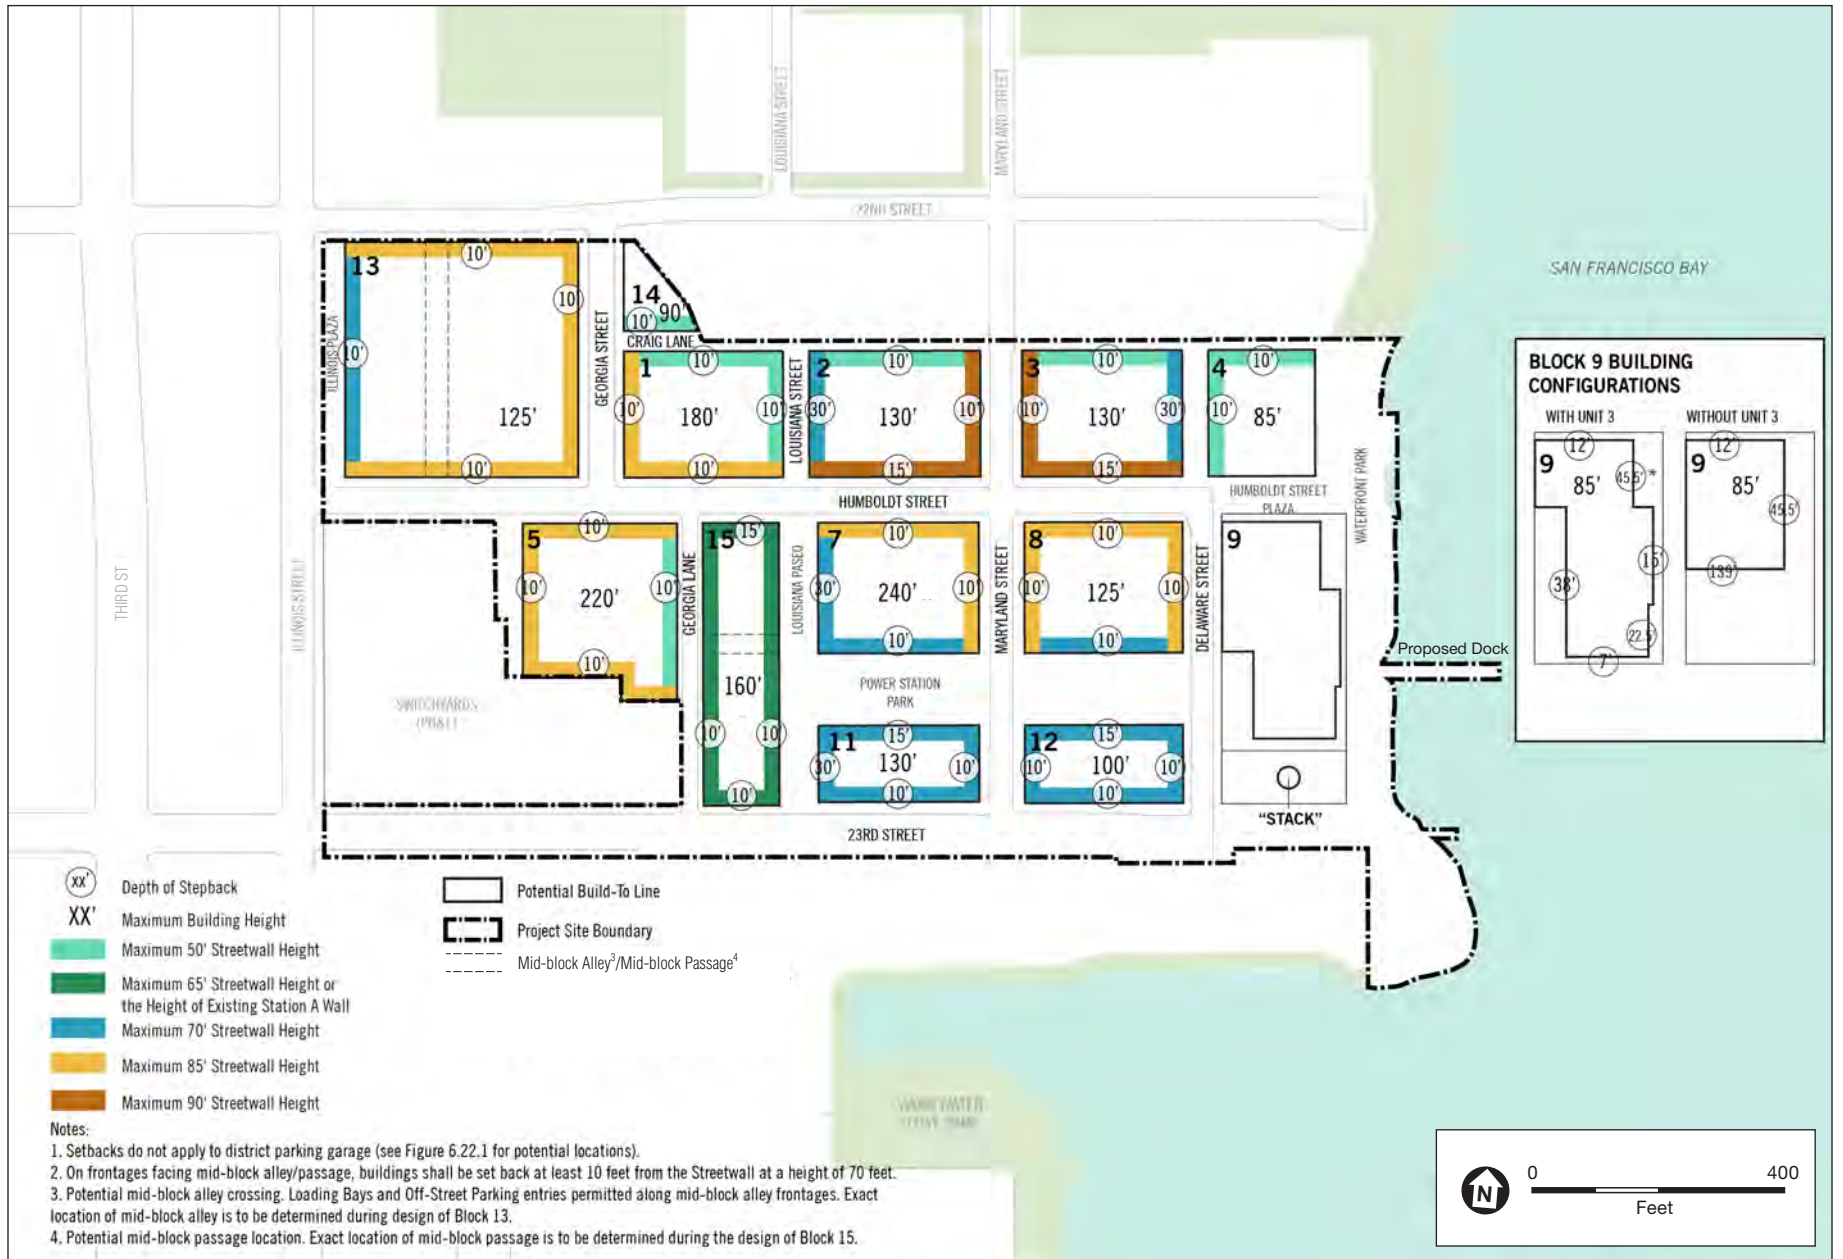 LOUISIANA STREET
MARYLAND STREET
22ND STREET
SAN FRANCISCO BAY
THIRD ST
ILLINOIS STREET
ILLINOIS PLAZA
GEORGIA STREET
13
10'
10'
10'
125'
10'
14
90'
10'
CRAIG LANE
1
10'
10'
180'
10'
10'
LOUISIANA STREET
2
10'
30'
130'
10'
15'
3
10'
10'
130'
30'
15'
4
10'
10'
85'
HUMBOLDT STREET
HUMBOLDT STREET
PLAZA
WATERFRONT PARK
5
10'
10'
220'
10'
10'
GEORGIA LANE
15
15'
160'
10'
10'
10'
LOUISIANA PASEO
7
10'
30'
240'
10'
10'
MARYLAND STREET
8
10'
10'
125'
10'
10'
DELAWARE STREET
9
POWER STATION
PARK
11
15'
30'
130'
10'
10'
12
15'
10'
100'
10'
10'
"STACK"
23RD STREET
SWITCHYARDS
Proposed Dock
BLOCK 9 BUILDING
CONFIGURATIONS
WITH UNIT 3
WITHOUT UNIT 3
12'
9
85'
45.5' *
38'
15'
22.5'
7'
12'
9
85'
45.5'
139'
xx' Depth of Stepback
XX' Maximum Building Height
Maximum 50' Streetwall Height
Maximum 65' Streetwall Height or
the Height of Existing Station A Wall
Maximum 70' Streetwall Height
Maximum 85' Streetwall Height
Maximum 90' Streetwall Height
Potential Build-To Line
Project Site Boundary
Mid-block Alley³/Mid-block Passage⁴
Notes:
1. Setbacks do not apply to district parking garage (see Figure 6.22.1 for potential locations).
2. On frontages facing mid-block alley/passage, buildings shall be set back at least 10 feet from the Streetwall at a height of 70 feet.
3. Potential mid-block alley crossing. Loading Bays and Off-Street Parking entries permitted along mid-block alley frontages. Exact
location of mid-block alley is to be determined during design of Block 13.
4. Potential mid-block passage location. Exact location of mid-block passage is to be determined during the design of Block 15.
N
0 400
Feet